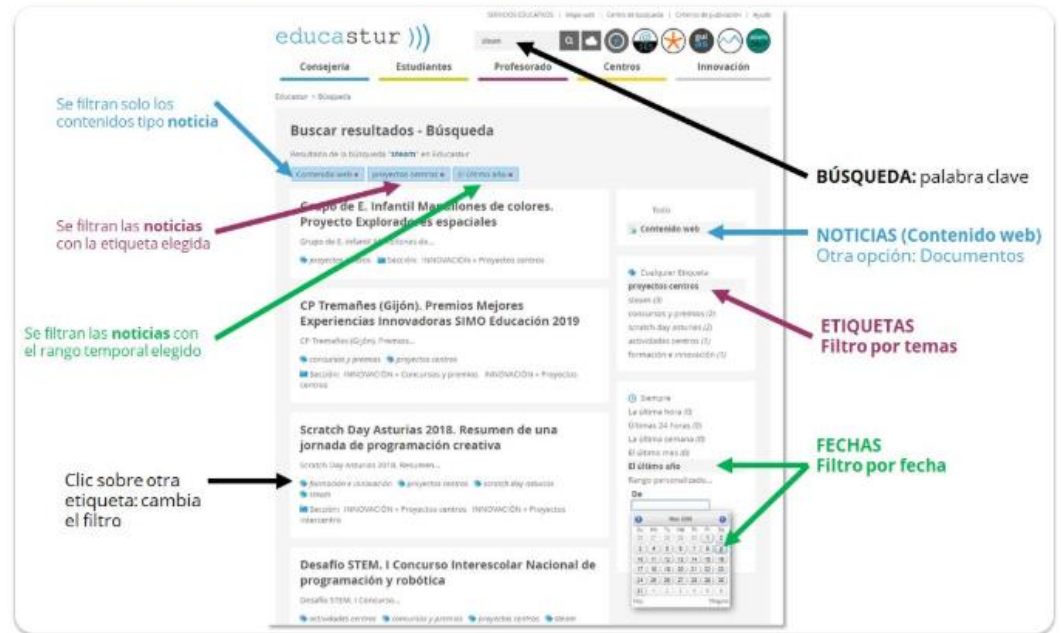 SERVICIOS EDUCATIVOS | Mapa web | Centro de búsqueda | Criterios de publicación | Ayuda
educastur )))
steam
Consejería Estudiantes Profesorado Centros Innovación
Educastur > Búsqueda
Buscar resultados - Búsqueda
Resultado de la búsqueda "steam" en Educastur
Contenido web proyectos centros El último año
Grupo de E. Infantil de colores.
Proyecto Exploradores espaciales
Grupo de E. Infantil
proyectos centros Sección: INNOVACIÓN » Proyectos centros
CP Tremañes (Gijón). Premios Mejores
Experiencias Innovadoras SIMO Educación 2019
CP Tremañes (Gijón). Premios...
concursos y premios proyectos centros
Sección: INNOVACIÓN » Concursos y premios INNOVACIÓN » Proyectos
centros
Scratch Day Asturias 2018. Resumen de una
jornada de programación creativa
Scratch Day Asturias 2018. Resumen...
formación e innovación proyectos centros scratch day asturias
steam
Sección: INNOVACIÓN » Proyectos centros INNOVACIÓN » Proyectos
intercentro
Desafío STEM. I Concurso Interescolar Nacional de
programación y robótica
Desafío STEM. I Concurso...
actividades centros concursos y premios proyectos centros steam
Todo
Contenido web
Cualquier Etiqueta
proyectos centros
steam (3)
concursos y premios (2)
scratch day asturias (2)
actividades centros (1)
formación e innovación (1)
Siempre
La última hora (0)
Últimas 24 horas (0)
La última semana (0)
El último mes (0)
El último año
Rango personalizado...
De
Se filtran solo los
contenidos tipo noticia
Se filtran las noticias
con la etiqueta elegida
Se filtran las noticias con
el rango temporal elegido
Clic sobre otra
etiqueta: cambia
el filtro
BÚSQUEDA: palabra clave
NOTICIAS (Contenido web)
Otra opción: Documentos
ETIQUETAS
Filtro por temas
FECHAS
Filtro por fecha